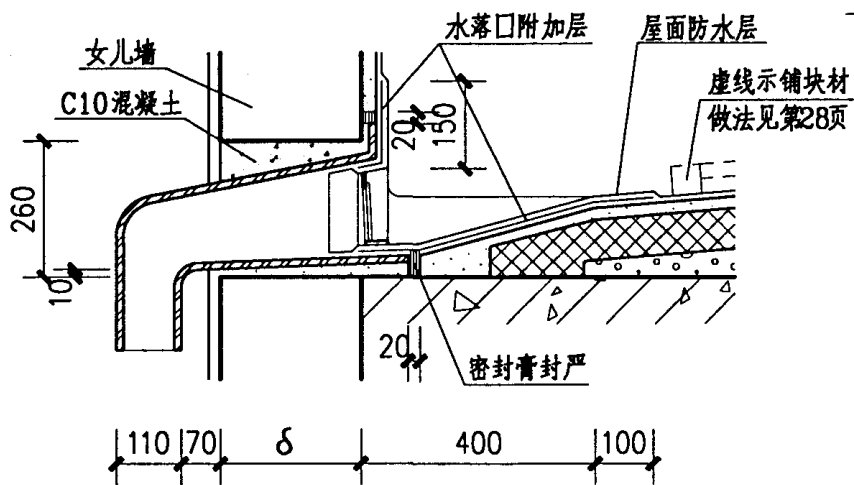 水落口附加层
屋面防水层
女儿墙
虚线示铺块材
做法见第28页
C10混凝土
20
150
260
10
20
密封膏封严
110
70
δ
400
100